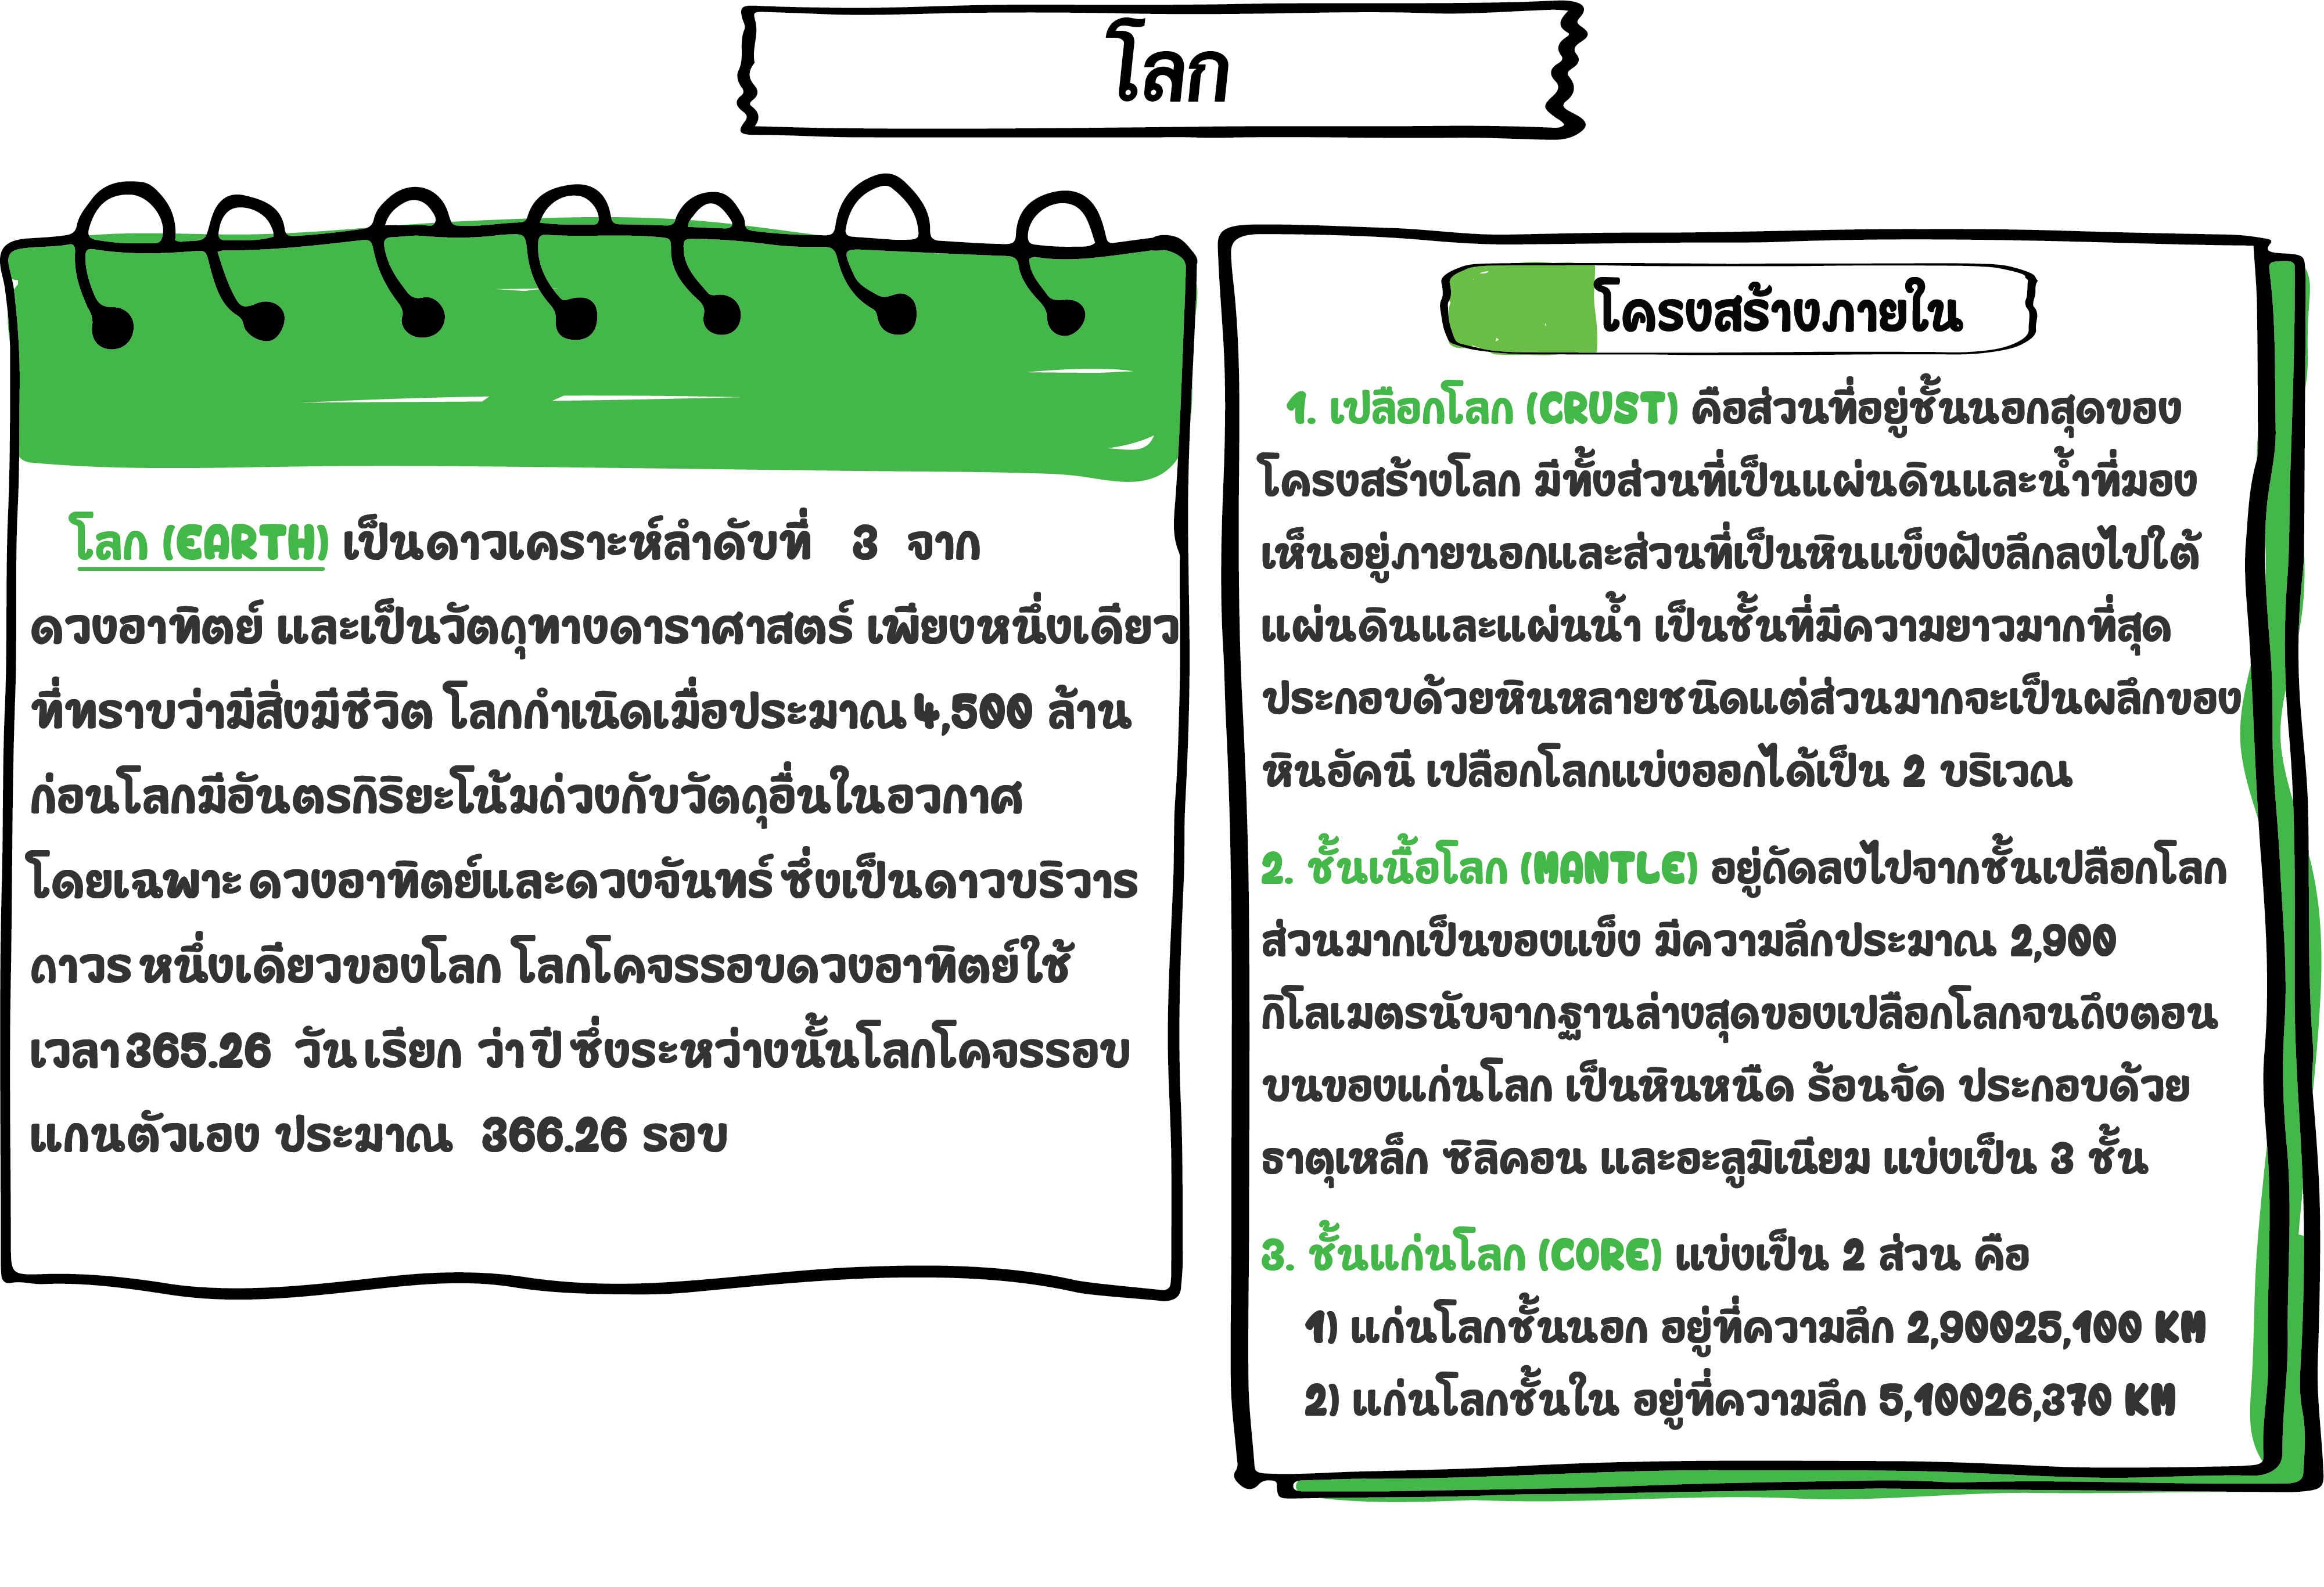 โลก
โลก (EARTH) เป็นดาวเคราะห์ลำดับที่ 3 จาก
ดวงอาทิตย์ และเป็นวัตถุทางดาราศาสตร์ เพียงหนึ่งเดียว
ที่ทราบว่ามีสิ่งมีชีวิต โลกกำเนิดเมื่อประมาณ 4,500 ล้าน
ก่อนโลกมีอันตรกิริยะโน้มถ่วงกับวัตถุอื่นในอวกาศ
โดยเฉพาะ ดวงอาทิตย์และดวงจันทร์ ซึ่งเป็นดาวบริวาร
ถาวร หนึ่งเดียวของโลก โลกโคจรรอบดวงอาทิตย์ใช้
เวลา 365.26 วัน เรียก ว่า ปี ซึ่งระหว่างนั้นโลกโคจรรอบ
แกนตัวเอง ประมาณ 366.26 รอบ
โครงสร้างภายใน
1. เปลือกโลก (CRUST) คือส่วนที่อยู่ชั้นนอกสุดของ
โครงสร้างโลก มีทั้งส่วนที่เป็นแผ่นดินและน้ำที่มอง
เห็นอยู่ภายนอกและส่วนที่เป็นหินแข็งฝังลึกลงไปใต้
แผ่นดินและแผ่นน้ำ เป็นชั้นที่มีความยาวมากที่สุด
ประกอบด้วยหินหลายชนิดแต่ส่วนมากจะเป็นผลึกของ
หินอัคนี เปลือกโลกแบ่งออกได้เป็น 2 บริเวณ
2. ชั้นเนื้อโลก (MANTLE) อยู่ถัดลงไปจากชั้นเปลือกโลก
ส่วนมากเป็นของแข็ง มีความลึกประมาณ 2,900
กิโลเมตรนับจากฐานล่างสุดของเปลือกโลกจนถึงตอน
บนของแก่นโลก เป็นหินหนืด ร้อนจัด ประกอบด้วย
ธาตุเหล็ก ซิลิคอน และอะลูมิเนียม แบ่งเป็น 3 ชั้น
3. ชั้นแก่นโลก (CORE) แบ่งเป็น 2 ส่วน คือ
1) แก่นโลกชั้นนอก อยู่ที่ความลึก 2,90025,100 KM
2) แก่นโลกชั้นใน อยู่ที่ความลึก 5,10026,370 KM